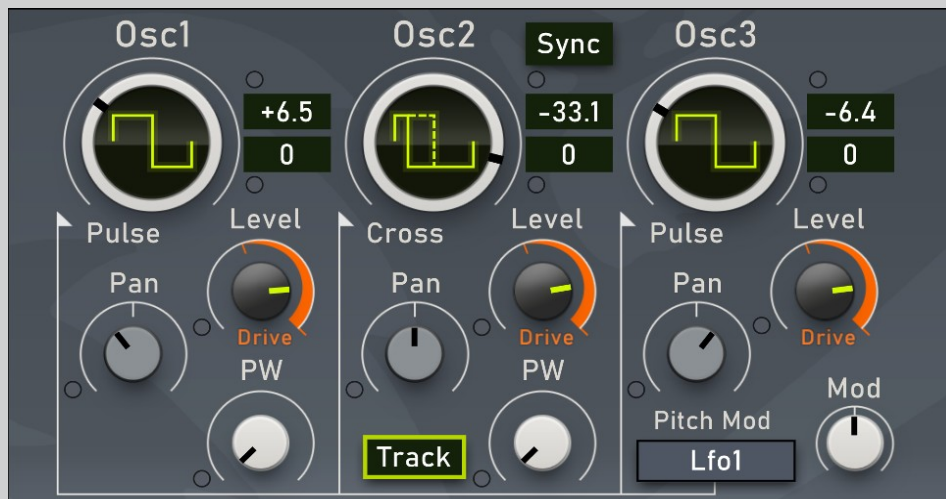 Osc1
+6.5
0
Pulse
Level
Drive
Pan
PW
Osc2
Sync
-33.1
0
Cross
Level
Drive
Pan
PW
Track
Osc3
-6.4
0
Pulse
Level
Drive
Pan
Pitch Mod
Lfo1
Mod